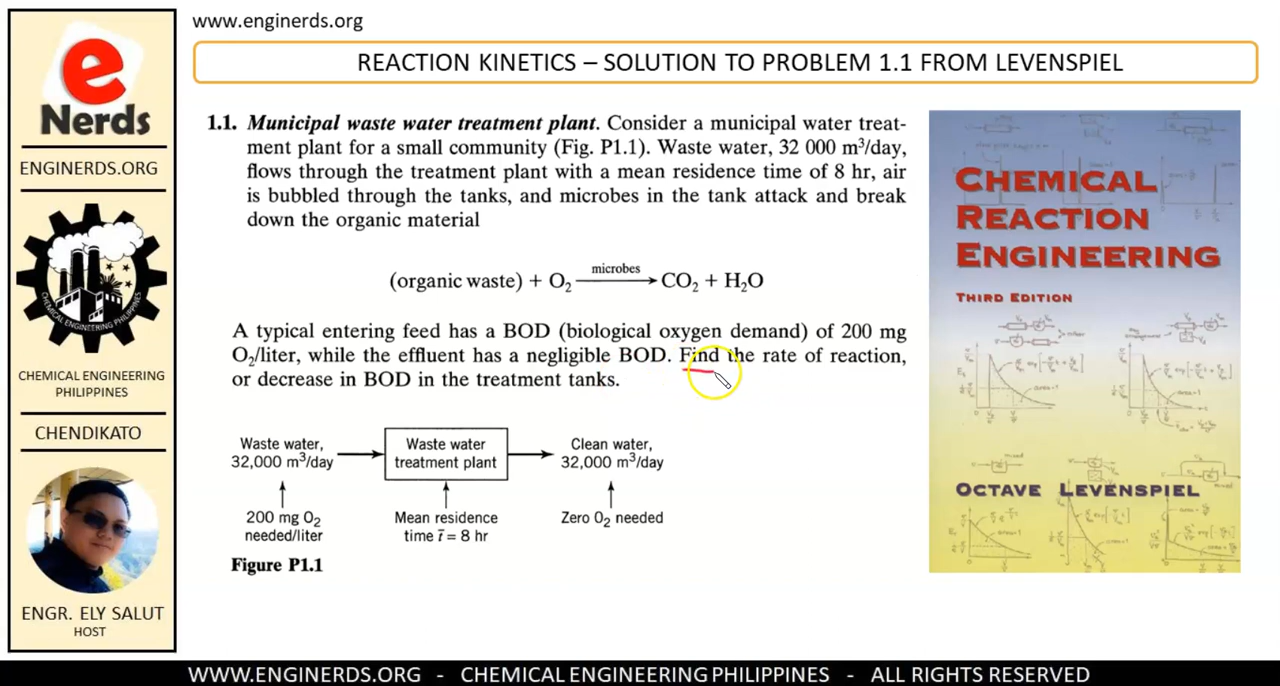 www.enginerds.org
REACTION KINETICS – SOLUTION TO PROBLEM 1.1 FROM LEVENSPIEL
e
Nerds
ENGINERDS.ORG
CHEMICAL ENGINEERING PHILIPPINES
CHEMICAL ENGINEERING
PHILIPPINES
CHENDIKATO
ENGR. ELY SALUT
HOST
1.1. Municipal waste water treatment plant. Consider a municipal water treat-
ment plant for a small community (Fig. P1.1). Waste water, 32 000 m³/day,
flows through the treatment plant with a mean residence time of 8 hr, air
is bubbled through the tanks, and microbes in the tank attack and break
down the organic material
(organic waste) + O₂ —microbes→ CO₂ + H₂O
A typical entering feed has a BOD (biological oxygen demand) of 200 mg
O₂/liter, while the effluent has a negligible BOD. Find the rate of reaction,
or decrease in BOD in the treatment tanks.
Waste water,
32,000 m³/day
Waste water
treatment plant
Clean water,
32,000 m³/day
200 mg O₂
needed/liter
Mean residence
time t̄ = 8 hr
Zero O₂ needed
Figure P1.1
CHEMICAL
REACTION
ENGINEERING
THIRD EDITION
OCTAVE LEVENSPIEL
WWW.ENGINERDS.ORG - CHEMICAL ENGINEERING PHILIPPINES - ALL RIGHTS RESERVED